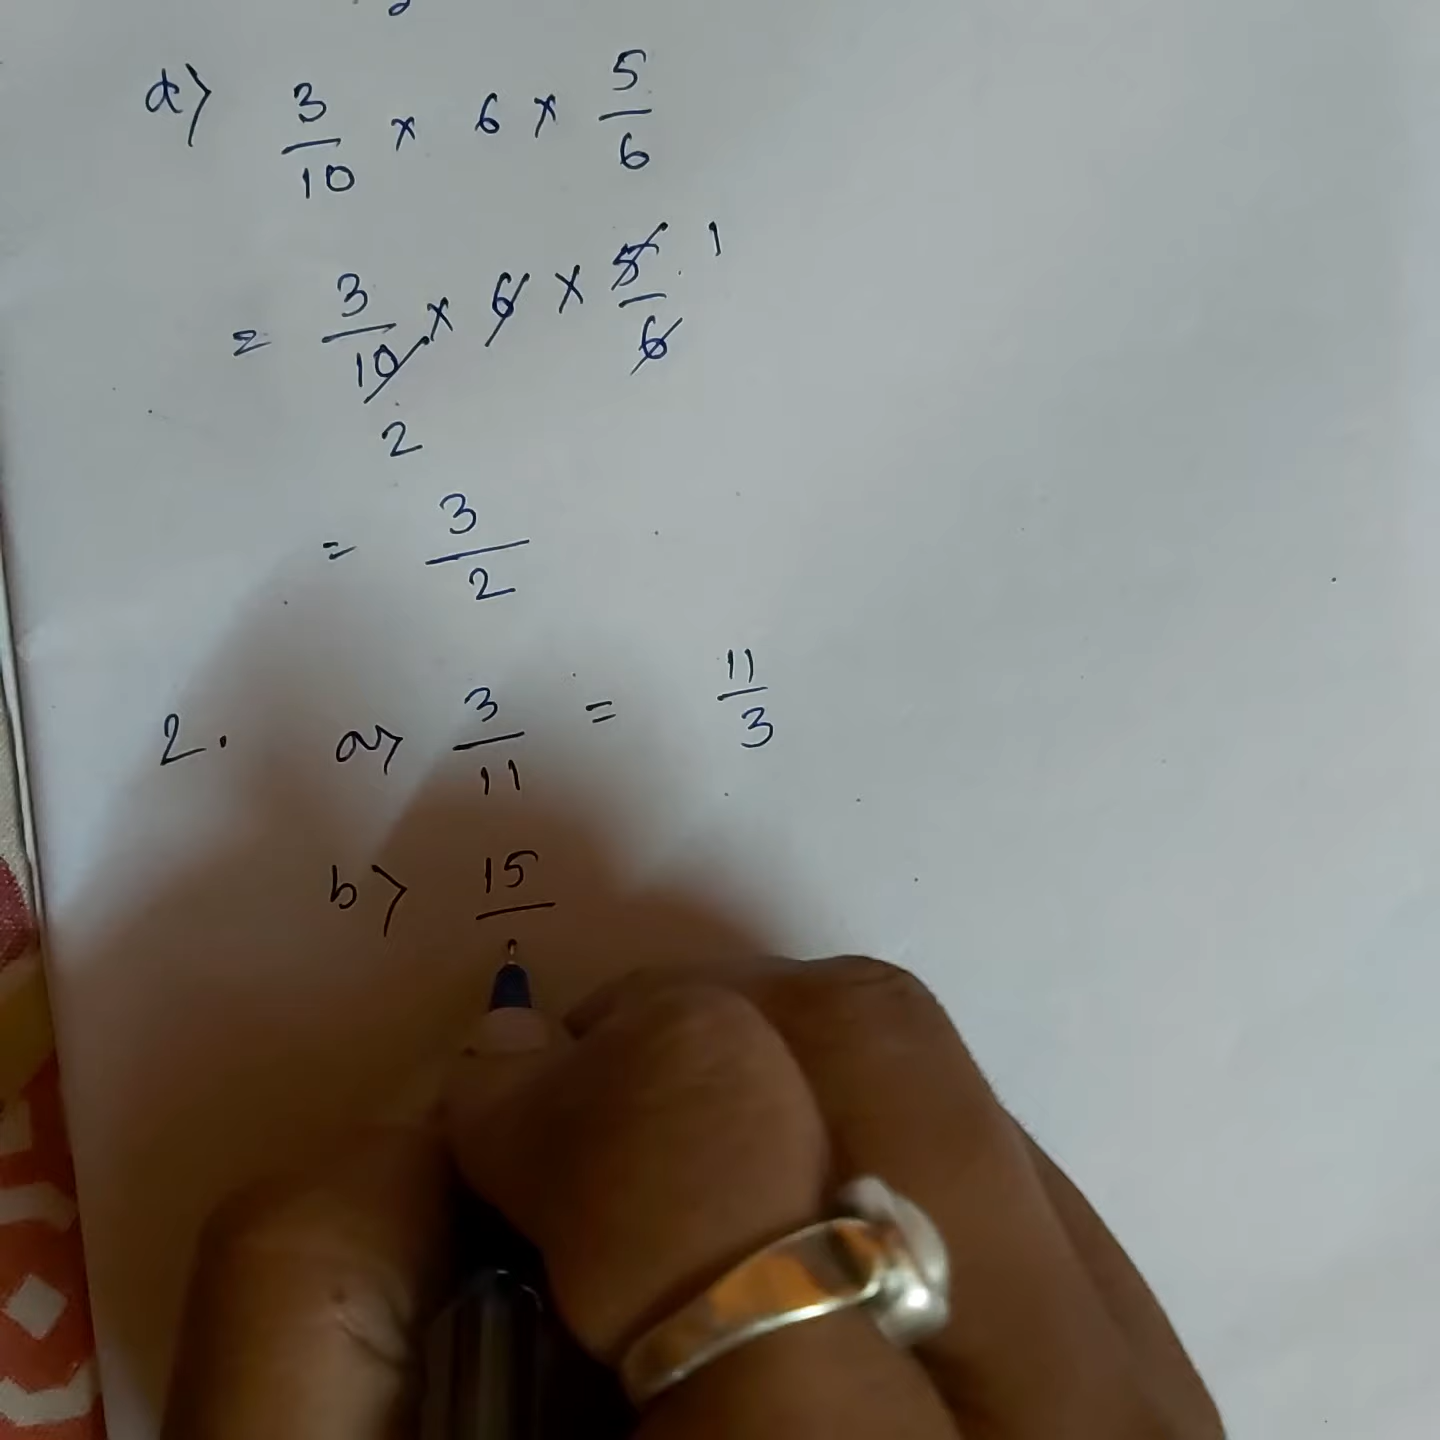 d) 3/10 × 6 × 5/6
= 3/10 × 6 × 5/6 1
2
= 3/2
2. a) 3/11 = 11/3
b) 15/